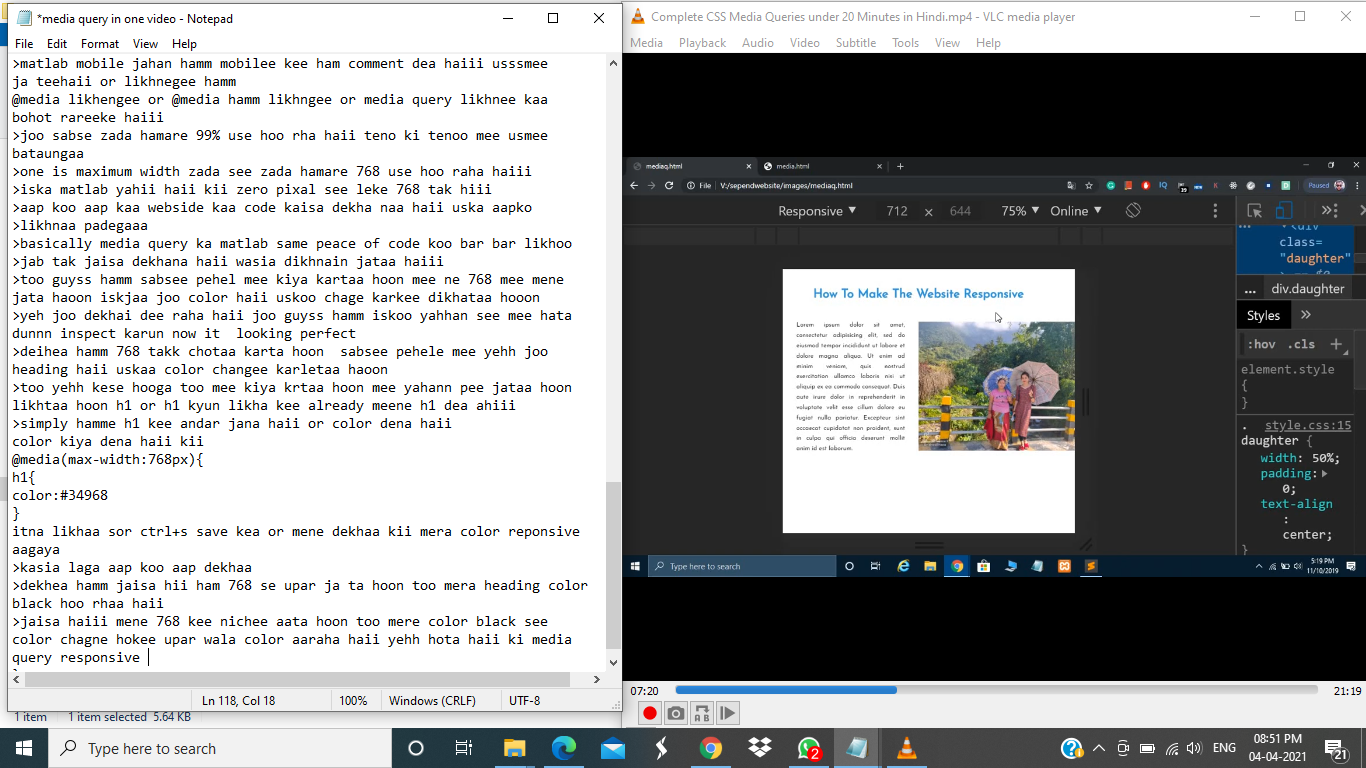 *media query in one video - Notepad
File Edit Format View Help
>matlab mobile jahan hamm mobilee kee ham comment dea haiii usssmee
ja teehaii or likhnegee hamm
@media likhengee or @media hamm likhngee or media query likhnee kaa
bohot rareeke haiii
>joo sabse zada hamare 99% use hoo rha haii teno ki tenoo mee usmee
bataungaa
>one is maximum width zada see zada hamare 768 use hoo raha haiii
>iska matlab yahii haii kii zero pixal see leke 768 tak hiii
>aap koo aap kaa webside kaa code kaisa dekha naa haii uska aapko
>likhnaa padegaaa
>basically media query ka matlab same peace of code koo bar bar likhoo
>jab tak jaisa dekhana haii wasia dikhnain jataa haiii
>too guyss hamm sabsee pehel mee kiya kartaa hoon mee ne 768 mee mene
jata haoon iskjaa joo color haii uskoo chage karkee dikhataa hooon
>yeh joo dekhai dee raha haii joo guyss hamm iskoo yahhan see mee hata
dunnn inspect karun now it  looking perfect
>deihea hamm 768 takk chotaa karta hoon  sabsee pehele mee yehh joo
heading haii uskaa color changee karletaa haoon
>too yehh kese hooga too mee kiya krtaa hoon mee yahann pee jataa hoon
likhtaa hoon h1 or h1 kyun likha kee already meene h1 dea ahiii
>simply hamme h1 kee andar jana haii or color dena haii
color kiya dena haii kii
@media(max-width:768px){
h1{
color:#34968
}
itna likhaa sor ctrl+s save kea or mene dekhaa kii mera color reponsive
aagaya
>kasia laga aap koo aap dekhaa
>dekhea hamm jaisa hii ham 768 se upar ja ta hoon too mera heading color
black hoo rhaa haii
>jaisa haiii mene 768 kee nichee aata hoon too mere color black see
color chagne hokee upar wala color aaraha haii yehh hota haii ki media
query responsive
Ln 118, Col 18 100% Windows (CRLF) UTF-8
1 item 1 item selected 5.64 KB
Complete CSS Media Queries under 20 Minutes in Hindi.mp4 - VLC media player
Media Playback Audio Video Subtitle Tools View Help
mediaq.html media.html
File V:/sependwebsite/images/mediaq.html Paused
Responsive 712 × 644 75% Online
How To Make The Website Responsive
Lorem ipsum dolor sit amet,
consectetur adipisicing elit, sed do
eiusmod tempor incididunt ut labore et
dolore magna aliqua. Ut enim ad
minim veniam, quis nostrud
exercitation ullamco laboris nisi ut
aliquip ex ea commodo consequat. Duis
aute irure dolor in reprehenderit in
voluptate velit esse cillum dolore eu
fugiat nulla pariatur. Excepteur sint
occaecat cupidatat non proident, sunt
in culpa qui officia deserunt mollit
anim id est laborum.
<div
class=
"daughter"
... div.daughter
Styles
:hov .cls +
element.style
{
}
. style.css:15
daughter {
width: 50%;
padding:
0;
text-align
:
center;
}
Type here to search
5:19 PM
11/10/2019
07:20 21:19
Type here to search
2
ENG
08:51 PM
04-04-2021
21